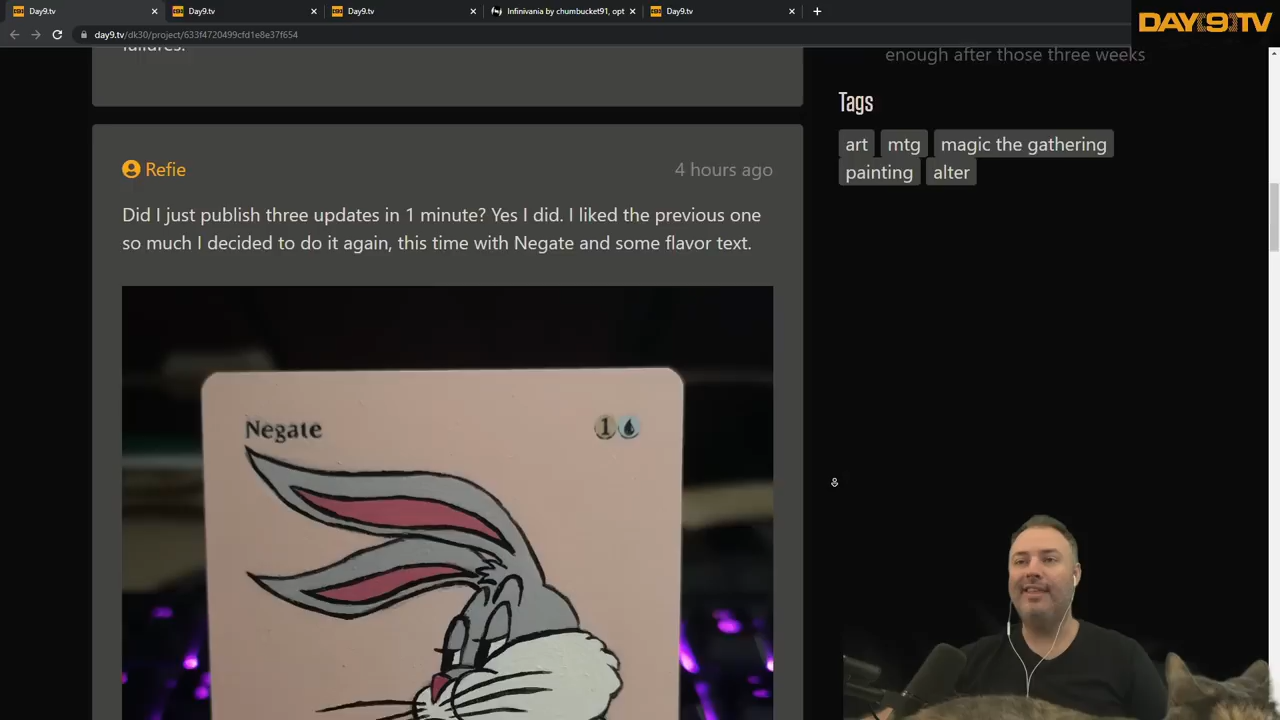 Day9.tv
Day9.tv
Day9.tv
Infinivania by chumbucket91, opt
Day9.tv
day9.tv/dk30/project/633f4720499cfd1e8e37f654
DAY[9]TV
failures.
enough after those three weeks
Tags
art
mtg
magic the gathering
painting
alter
Refie
4 hours ago
Did I just publish three updates in 1 minute? Yes I did. I liked the previous one
so much I decided to do it again, this time with Negate and some flavor text.
Negate
1